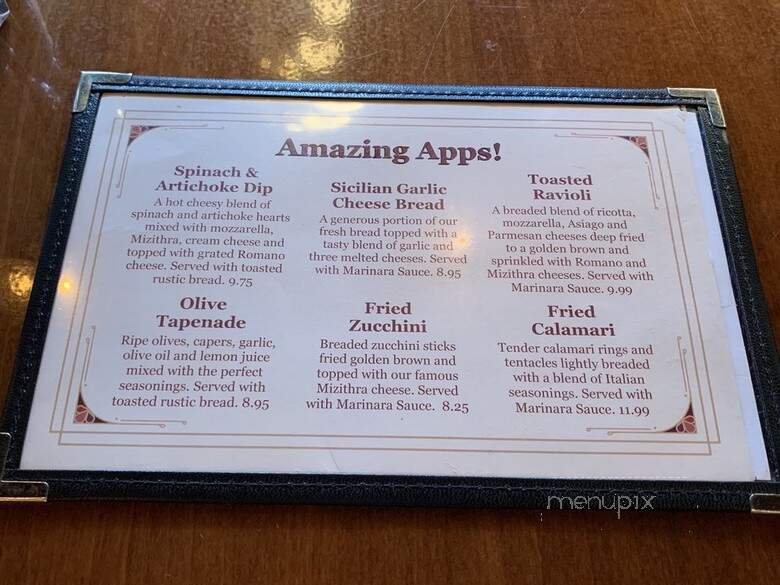 Amazing Apps!
Spinach &
Artichoke Dip
A hot cheesy blend of
spinach and artichoke hearts
mixed with mozzarella,
Mizithra, cream cheese and
topped with grated Romano
cheese. Served with toasted
rustic bread. 9.75
Sicilian Garlic
Cheese Bread
A generous portion of our
fresh bread topped with a
tasty blend of garlic and
three melted cheeses. Served
with Marinara Sauce. 8.95
Toasted
Ravioli
A breaded blend of ricotta,
mozzarella, Asiago and
Parmesan cheeses deep fried
to a golden brown and
sprinkled with Romano and
Mizithra cheeses. Served with
Marinara Sauce. 9.99
Olive
Tapenade
Ripe olives, capers, garlic,
olive oil and lemon juice
mixed with the perfect
seasonings. Served with
toasted rustic bread. 8.95
Fried
Zucchini
Breaded zucchini sticks
fried golden brown and
topped with our famous
Mizithra cheese. Served
with Marinara Sauce. 8.25
Fried
Calamari
Tender calamari rings and
tentacles lightly breaded
with a blend of Italian
seasonings. Served with
Marinara Sauce. 11.99
menupix